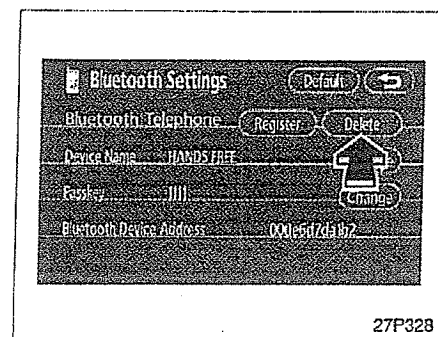 Bluetooth Settings Default
Bluetooth Telephone Register Delete
Device Name HANDS FREE
Passkey 1111 Change
Bluetooth Device Address
27P328